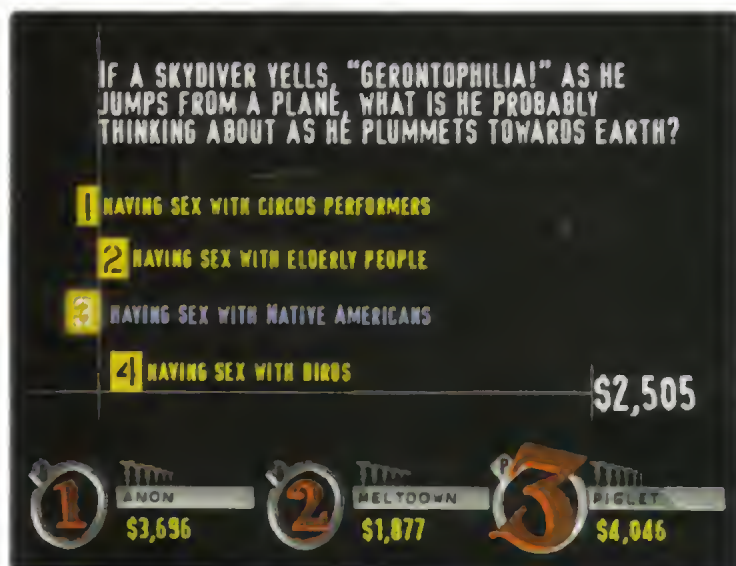 IF A SKYDIVER YELLS, "GERONTOPHILIA!" AS HE
JUMPS FROM A PLANE, WHAT IS HE PROBABLY
THINKING ABOUT AS HE PLUMMETS TOWARDS EARTH?
1 HAVING SEX WITH CIRCUS PERFORMERS
2 HAVING SEX WITH ELDERLY PEOPLE
3 HAVING SEX WITH NATIVE AMERICANS
4 HAVING SEX WITH BIRDS
$2,505
1 ANON $3,696
2 MELTDOWN $1,877
P 3 PIGLET $4,046